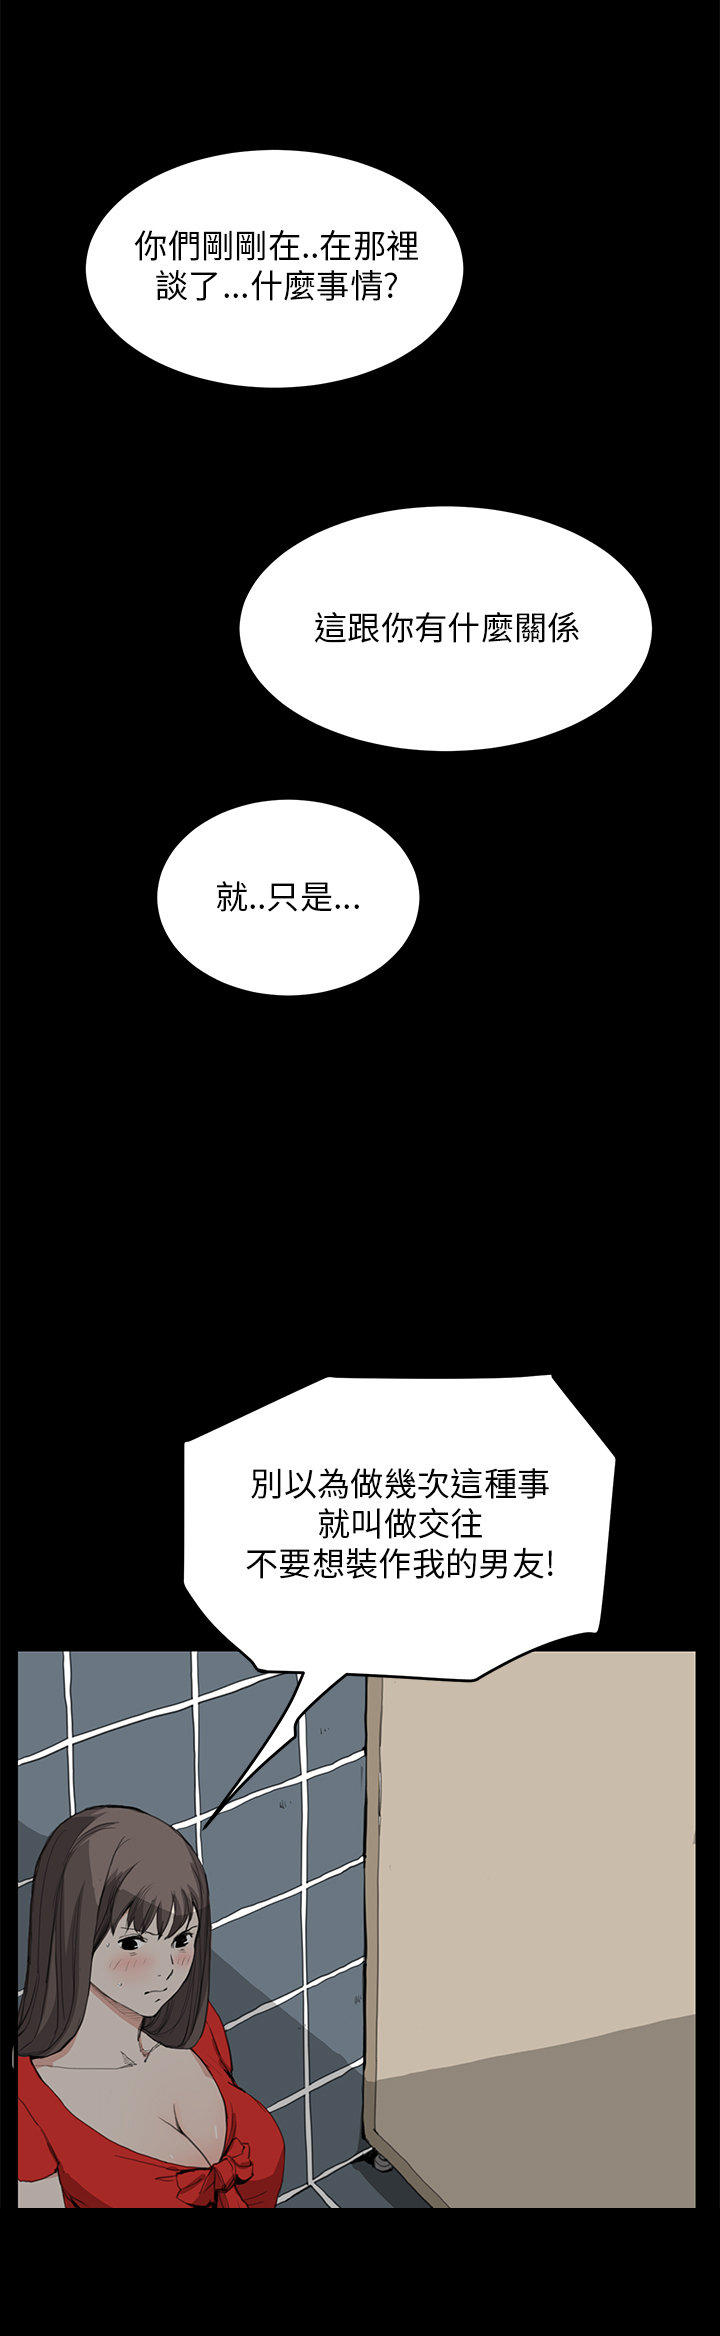 你們剛剛在..在那裡
談了...什麼事情?
這跟你有什麼關係
就..只是...
別以為做幾次這種事
就叫做交往
不要想裝作我的男友!